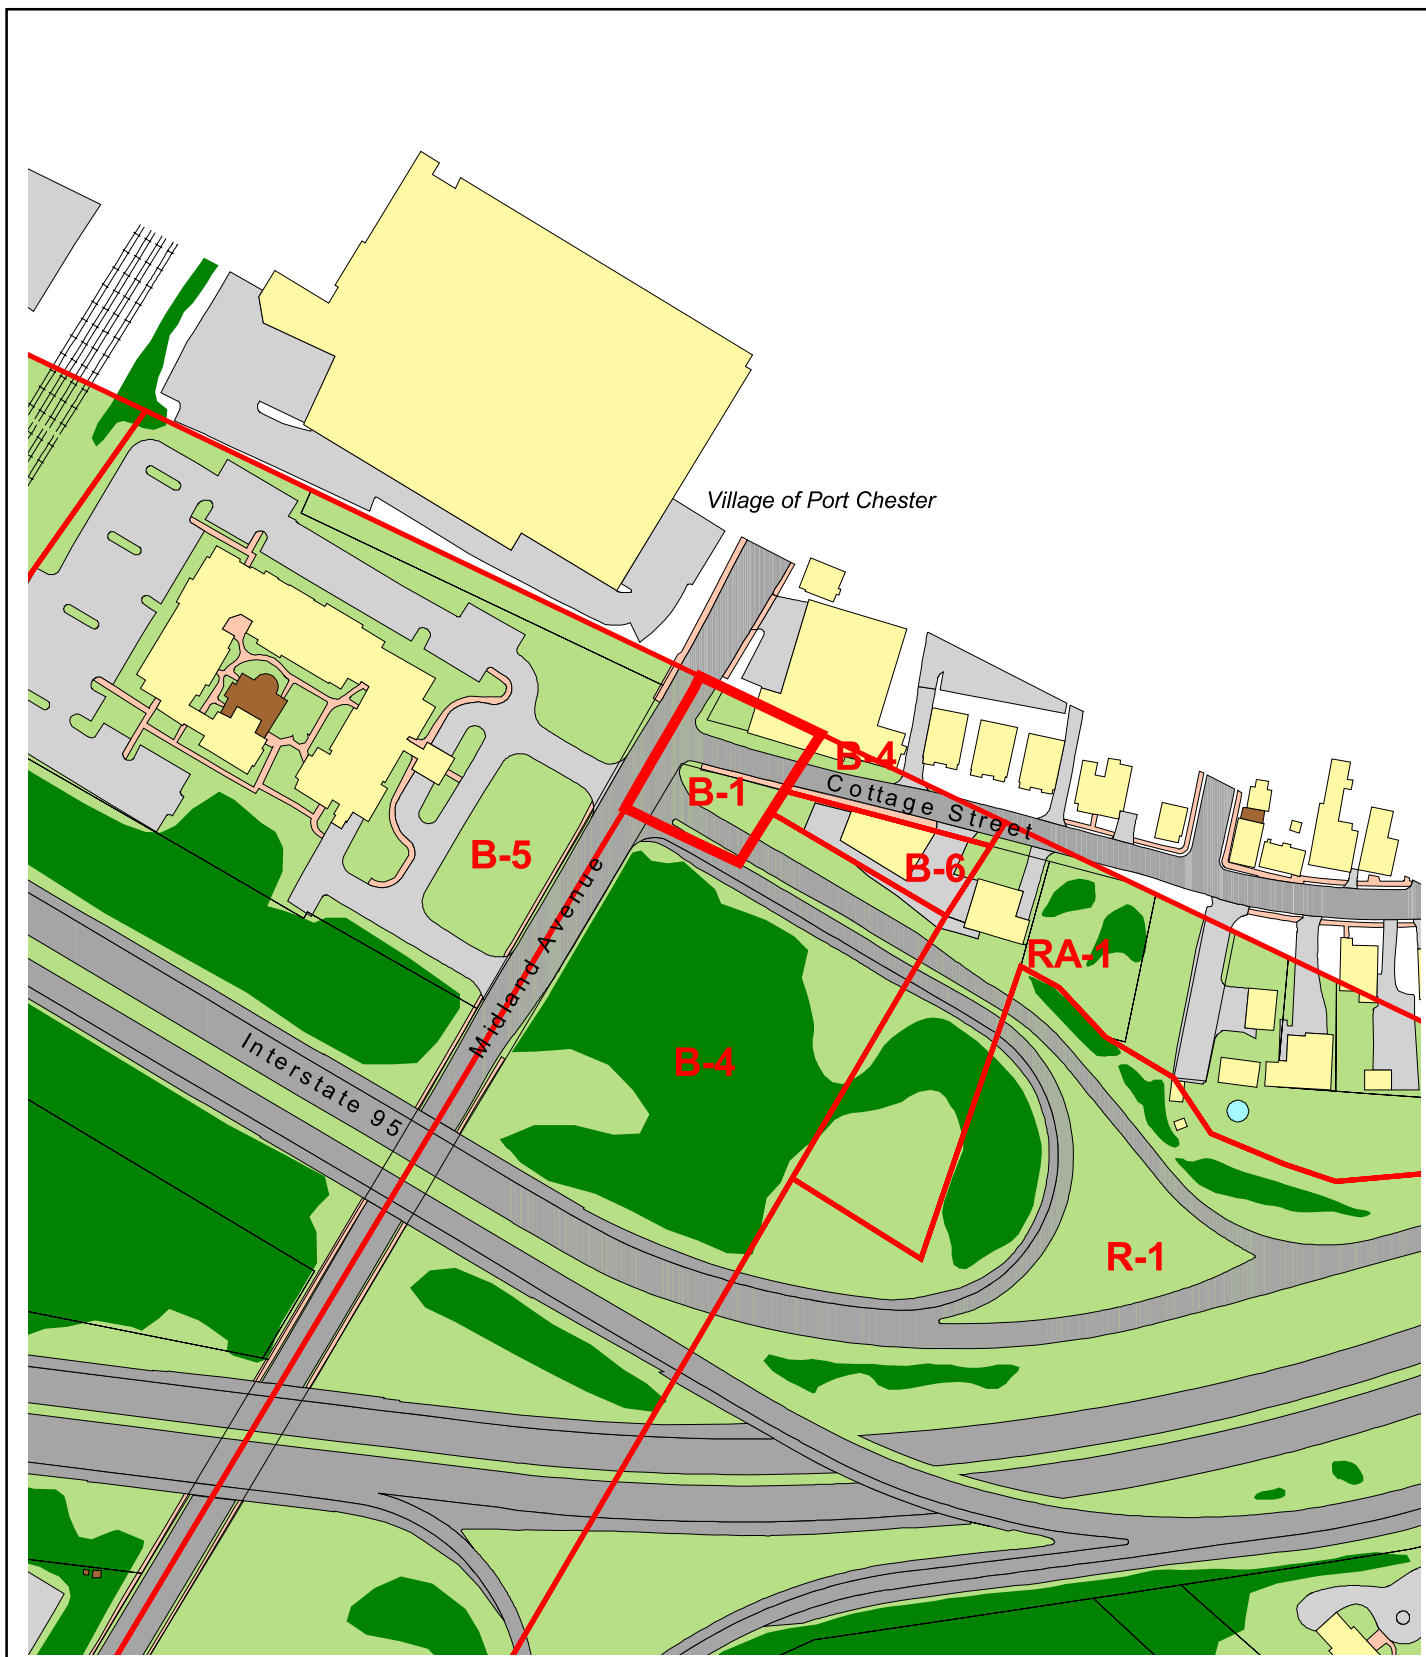 Village of Port Chester
B-4
Cottage Street
B-1
B-5
B-6
Midland Avenue
RA-1
Interstate 95
B-4
R-1